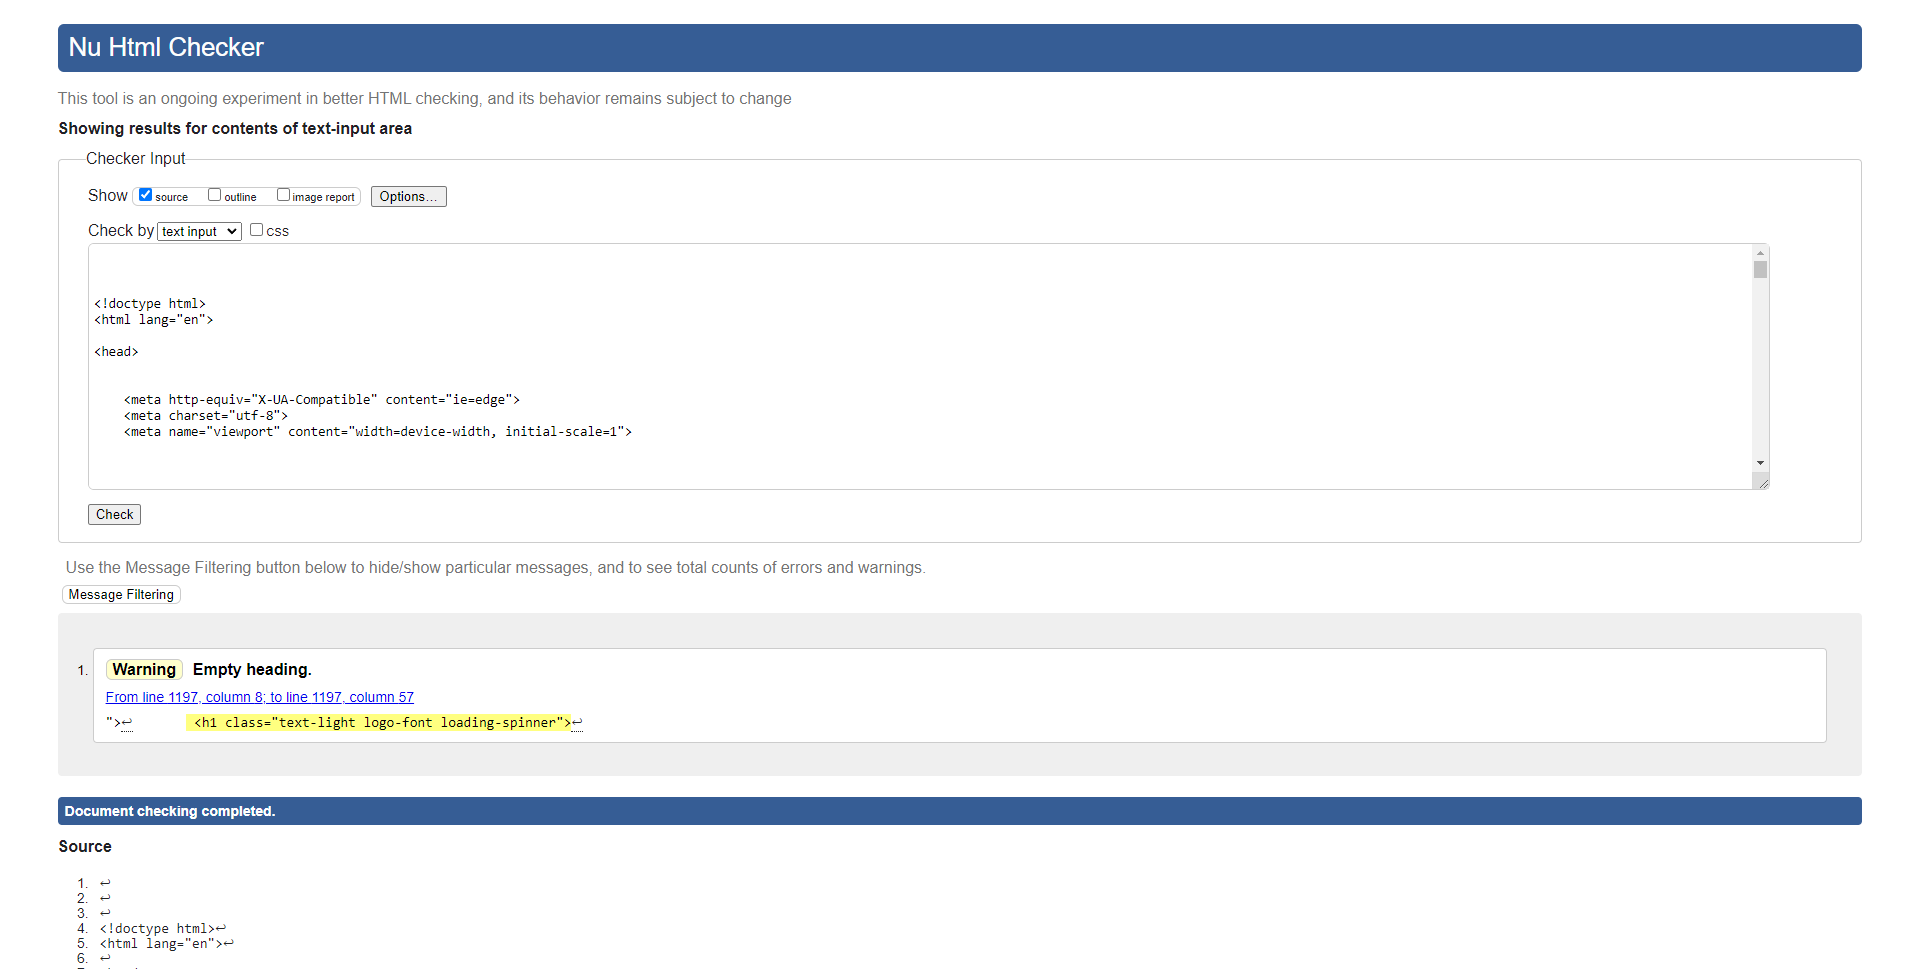 Nu Html Checker
This tool is an ongoing experiment in better HTML checking, and its behavior remains subject to change
Showing results for contents of text-input area
Checker Input
Show source outline image report Options...
Check by text input css
<!doctype html>
<html lang="en">
<head>
<meta http-equiv="X-UA-Compatible" content="ie=edge">
<meta charset="utf-8">
<meta name="viewport" content="width=device-width, initial-scale=1">
Check
Use the Message Filtering button below to hide/show particular messages, and to see total counts of errors and warnings.
Message Filtering
1. Warning Empty heading.
From line 1197, column 8; to line 1197, column 57
">↩ <h1 class="text-light logo-font loading-spinner">↩
Document checking completed.
Source
1. ↩
2. ↩
3. ↩
4. <!doctype html>↩
5. <html lang="en">↩
6. ↩